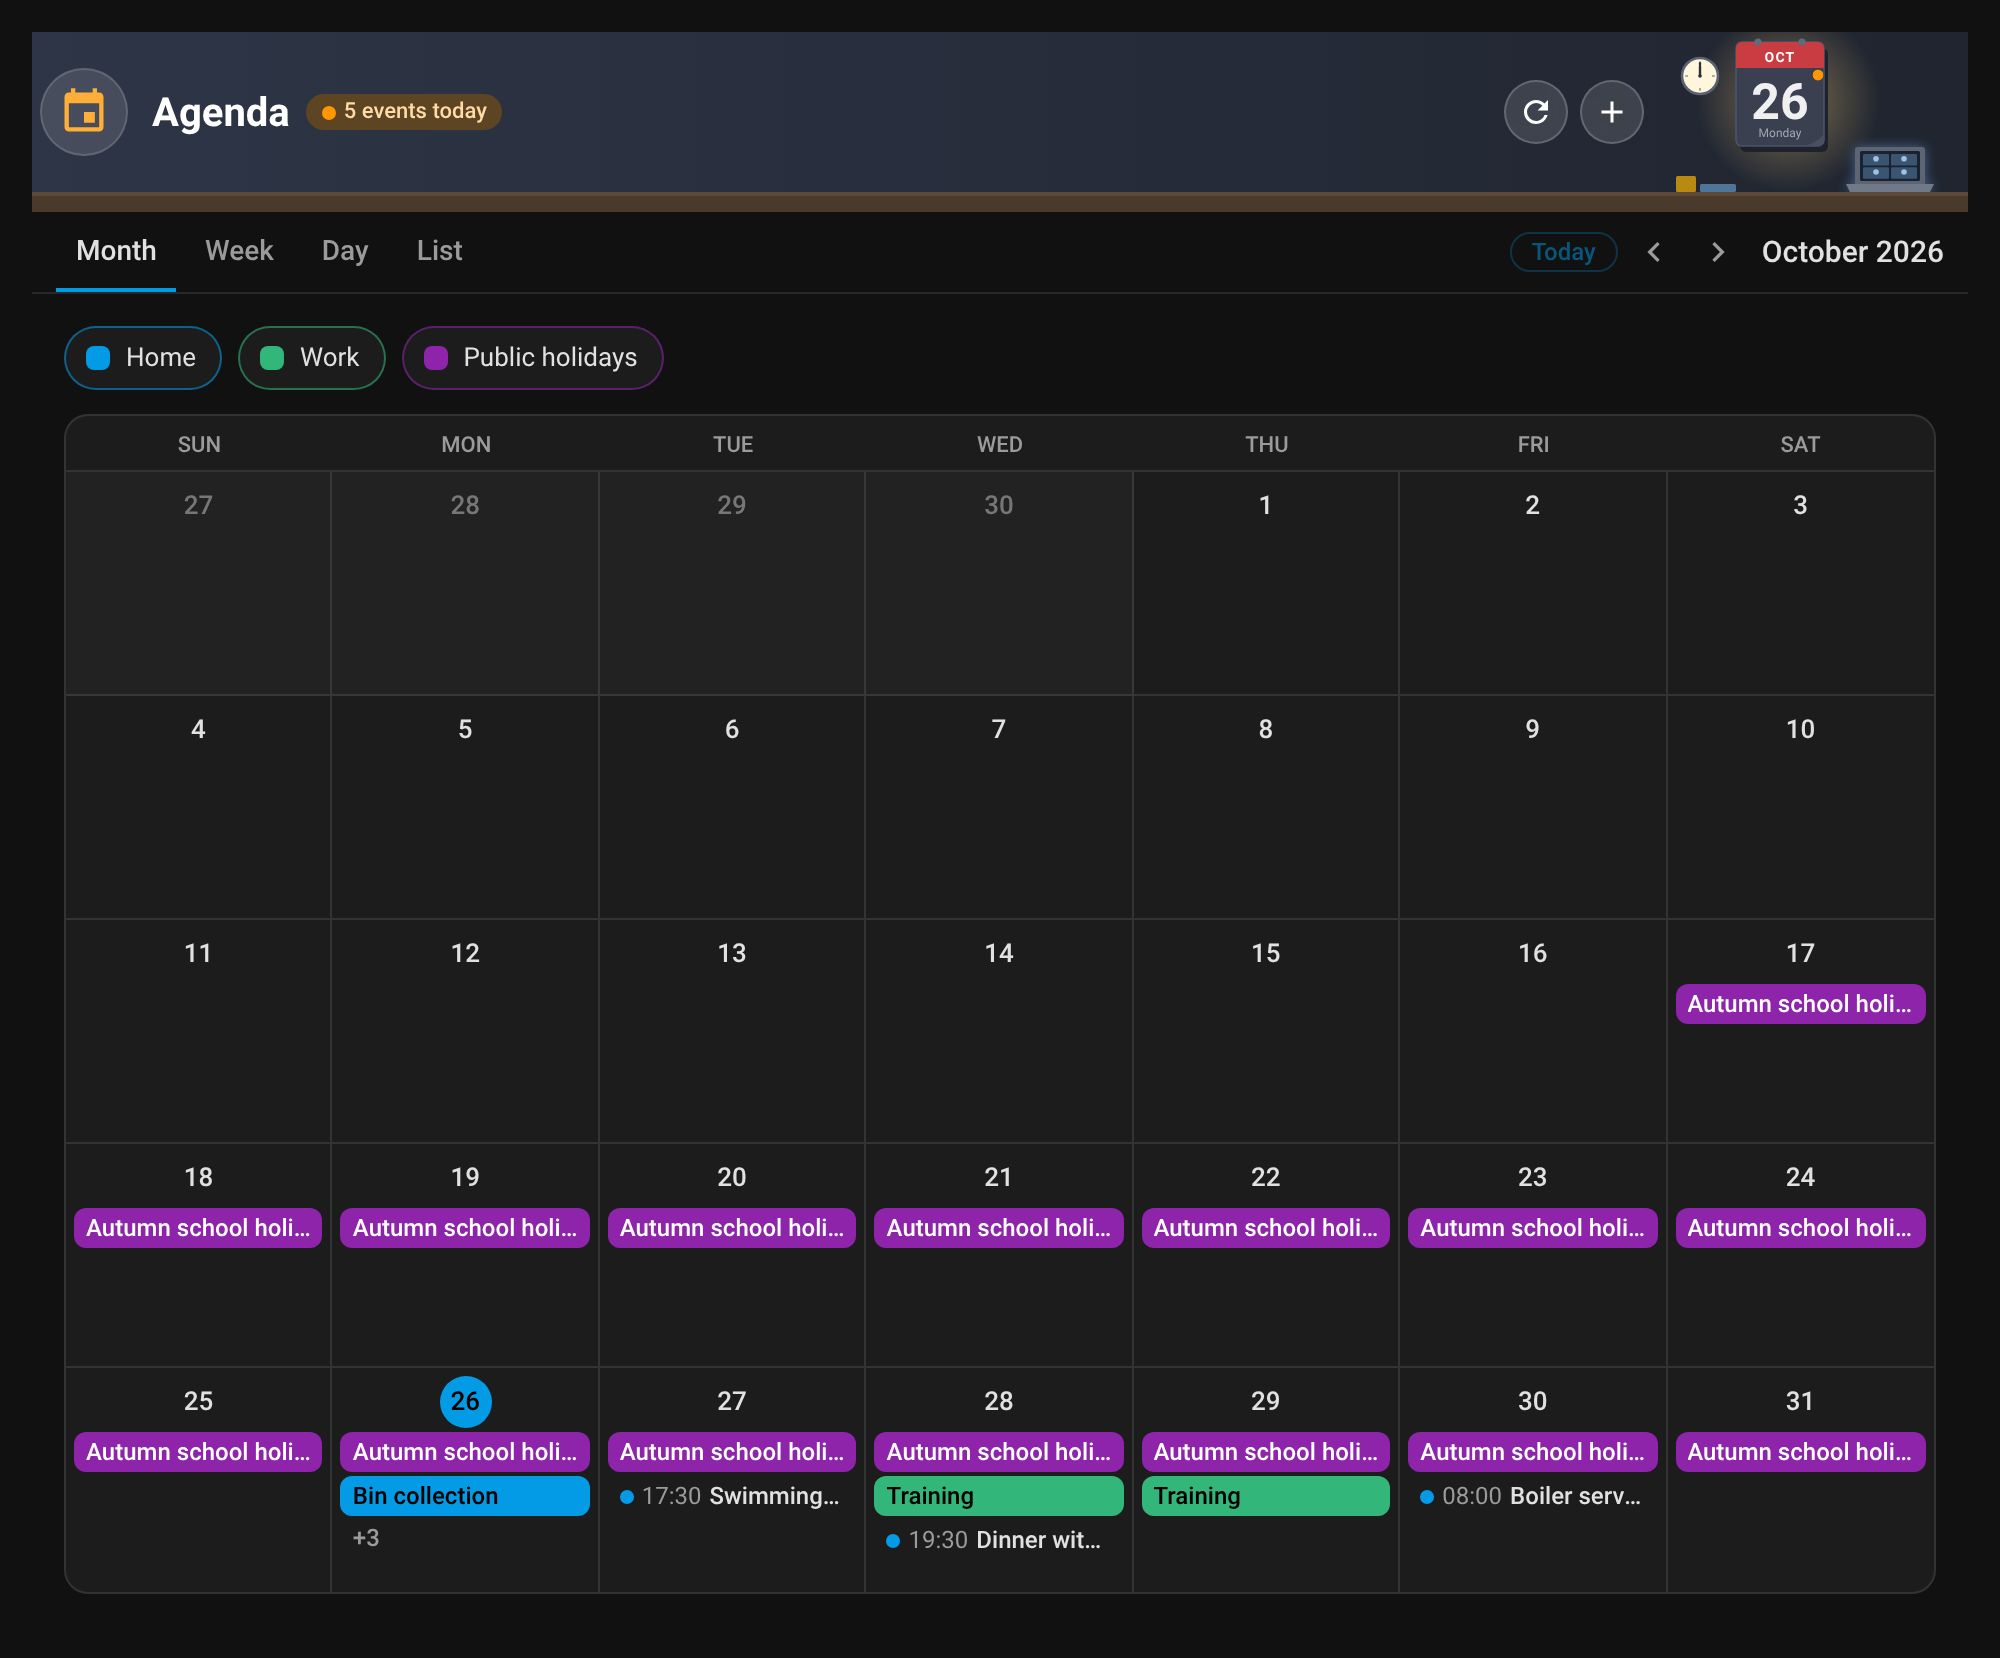 Agenda
5 events today
OCT
26
Monday
Month Week Day List
Today
October 2026
Home
Work
Public holidays
SUN MON TUE WED THU FRI SAT
27 28 29 30 1 2 3
4 5 6 7 8 9 10
11 12 13 14 15 16 17
Autumn school holi...
18 19 20 21 22 23 24
Autumn school holi... Autumn school holi... Autumn school holi... Autumn school holi... Autumn school holi... Autumn school holi... Autumn school holi...
25 26 27 28 29 30 31
Autumn school holi... Autumn school holi... Autumn school holi... Autumn school holi... Autumn school holi... Autumn school holi... Autumn school holi...
Bin collection 17:30 Swimming... Training Training 08:00 Boiler serv...
+3 19:30 Dinner wit...